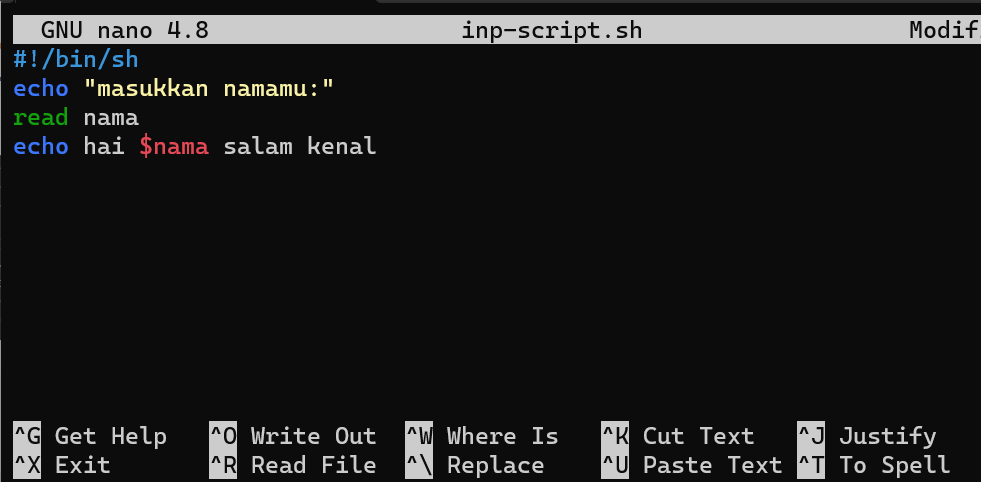 GNU nano 4.8 inp-script.sh Modif
#!/bin/sh
echo "masukkan namamu:"
read nama
echo hai $nama salam kenal
^G Get Help ^O Write Out ^W Where Is ^K Cut Text ^J Justify
^X Exit ^R Read File ^\ Replace ^U Paste Text ^T To Spell